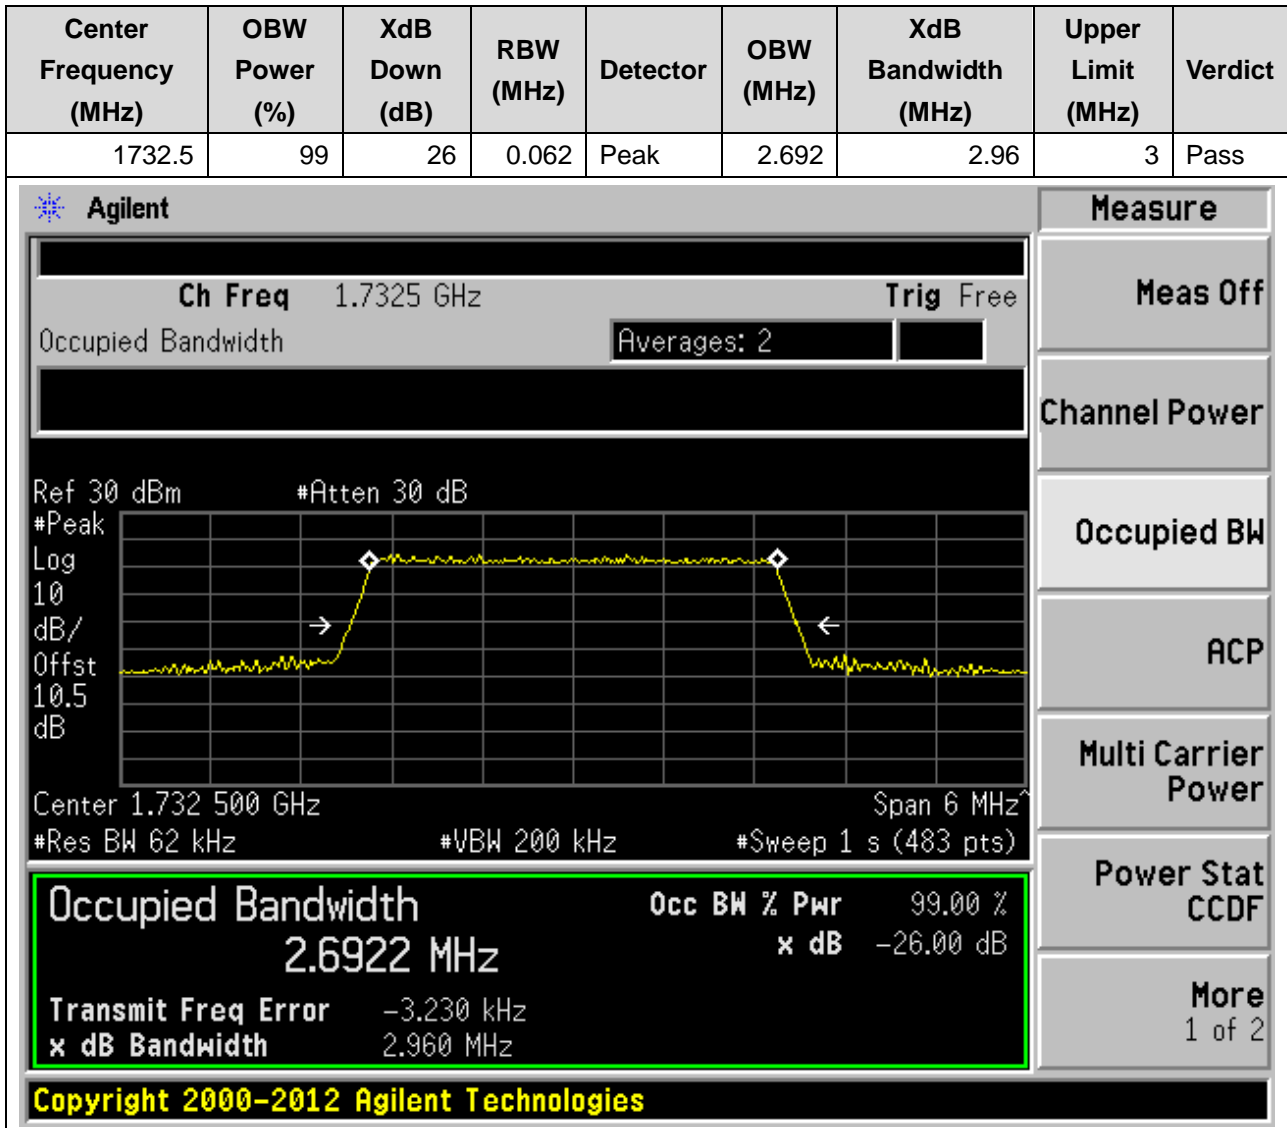 Center Frequency (MHz) OBW Power (%) XdB Down (dB) RBW (MHz) Detector OBW (MHz) XdB Bandwidth (MHz) Upper Limit (MHz) Verdict
1732.5 99 26 0.062 Peak 2.692 2.96 3 Pass
Agilent
Measure
Ch Freq 1.7325 GHz Trig Free
Occupied Bandwidth Averages: 2
Ref 30 dBm #Atten 30 dB
#Peak
Log
10
dB/
Offst
10.5
dB
Center 1.732 500 GHz Span 6 MHz^
#Res BW 62 kHz #VBW 200 kHz #Sweep 1 s (483 pts)
Occupied Bandwidth Occ BW % Pwr 99.00 %
2.6922 MHz x dB -26.00 dB
Transmit Freq Error -3.230 kHz
x dB Bandwidth 2.960 MHz
Meas Off
Channel Power
Occupied BW
ACP
Multi Carrier
Power
Power Stat
CCDF
More
1 of 2
Copyright 2000-2012 Agilent Technologies